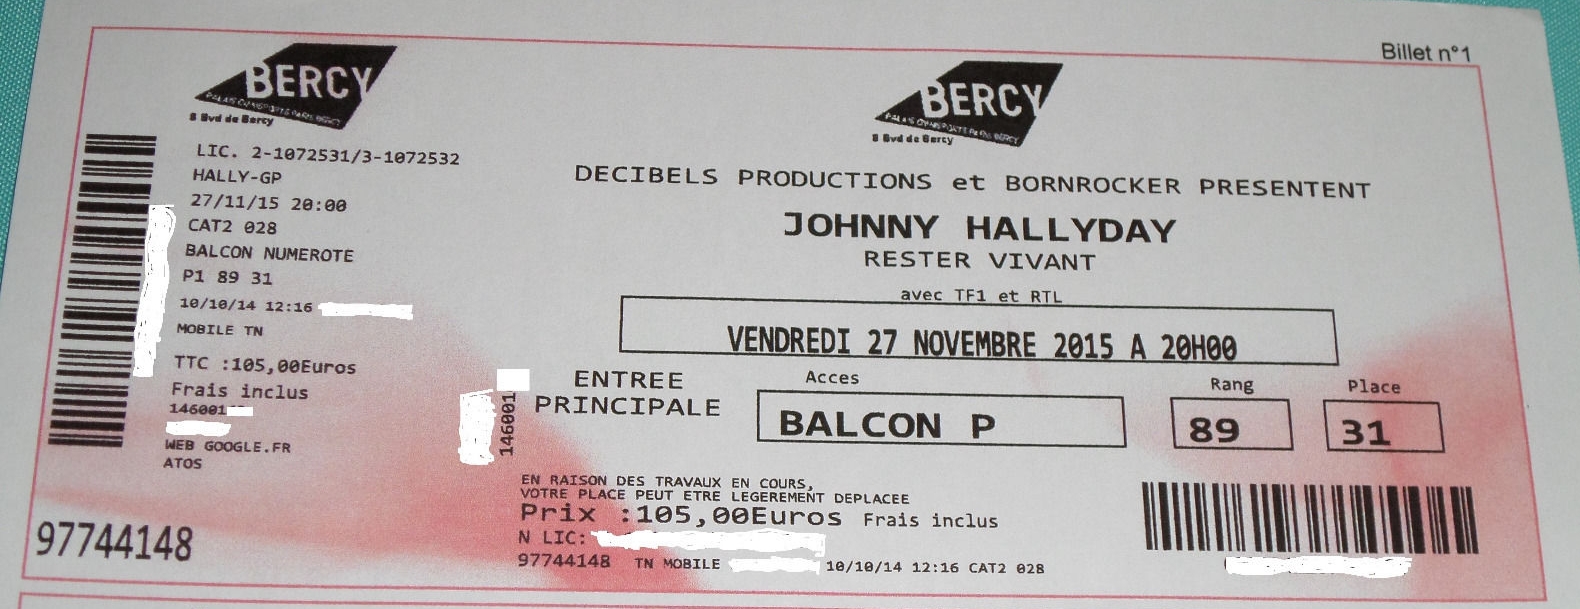 Billet n°1
BERCY
8 Bvd de Bercy
LIC. 2-1072531/3-1072532
HALLY-GP
27/11/15 20:00
CAT2 028
BALCON NUMEROTE
P1 89 31
10/10/14 12:16
MOBILE TN
TTC :105,00Euros
Frais inclus
146001
WEB GOOGLE.FR
ATOS
97744148
146001
BERCY
8 Bvd de Bercy
DECIBELS PRODUCTIONS et BORNROCKER PRESENTENT
JOHNNY HALLYDAY
RESTER VIVANT
avec TF1 et RTL
VENDREDI 27 NOVEMBRE 2015 A 20H00
ENTREE
PRINCIPALE
Acces
BALCON P
Rang
89
Place
31
EN RAISON DES TRAVAUX EN COURS,
VOTRE PLACE PEUT ETRE LEGEREMENT DEPLACEE
Prix :105,00Euros Frais inclus
N LIC:
97744148 TN MOBILE 10/10/14 12:16 CAT2 028